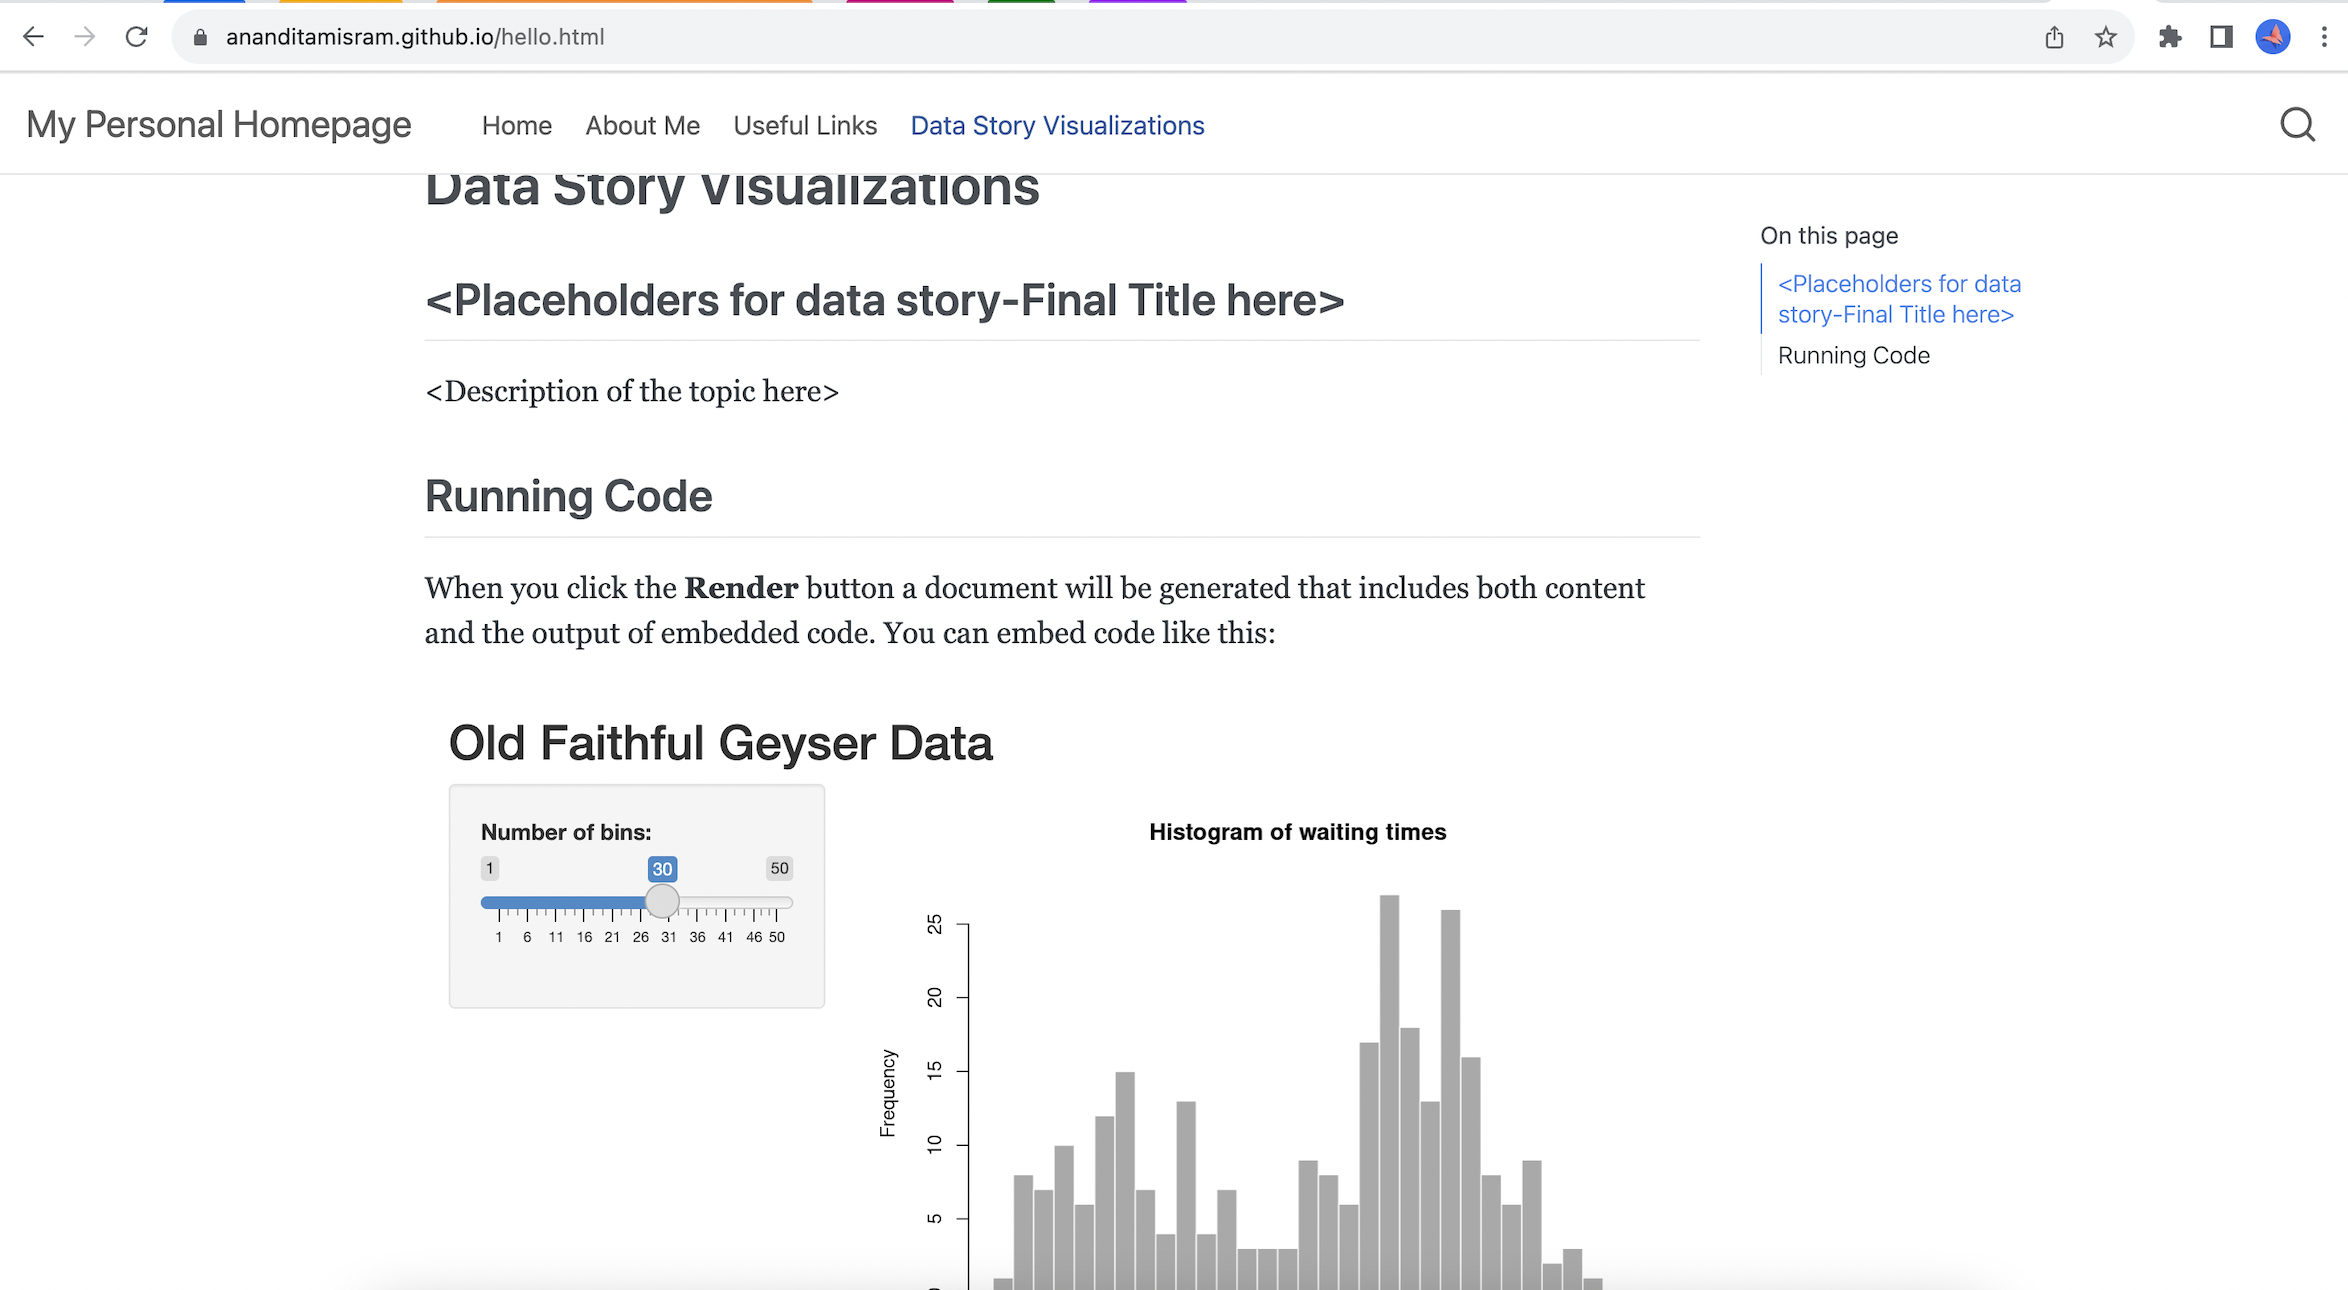 ananditamisram.github.io/hello.html
My Personal Homepage Home About Me Useful Links Data Story Visualizations
Data Story Visualizations
<Placeholders for data story-Final Title here>
<Description of the topic here>
Running Code
When you click the Render button a document will be generated that includes both content
and the output of embedded code. You can embed code like this:
On this page
<Placeholders for data
story-Final Title here>
Running Code
Old Faithful Geyser Data
Number of bins:
1 30 50
1 6 11 16 21 26 31 36 41 46 50
Histogram of waiting times
Frequency
25
20
15
10
5